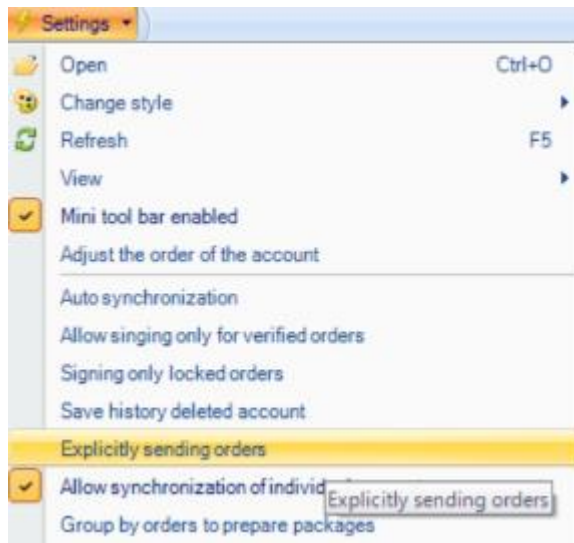 Settings
Open Ctrl+O
Change style
Refresh F5
View
Mini tool bar enabled
Adjust the order of the account
Auto synchronization
Allow singing only for verified orders
Signing only locked orders
Save history deleted account
Explicitly sending orders
Allow synchronization of
Explicitly sending orders
Group by orders to prepare packages